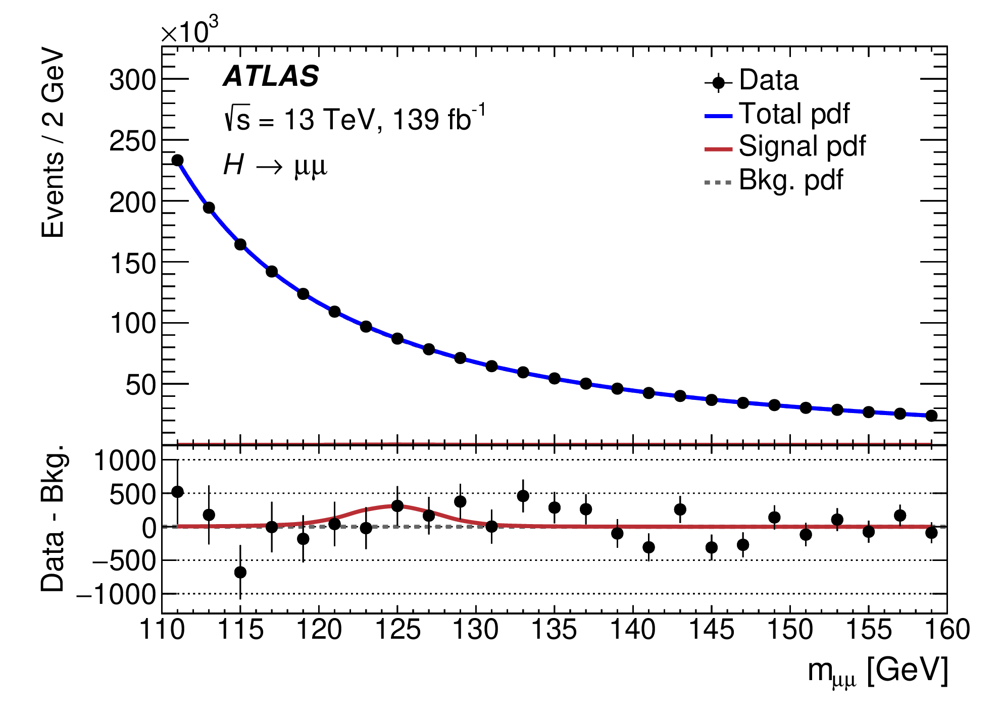 ×10³
Events / 2 GeV
300
250
200
150
100
50
ATLAS
√s = 13 TeV, 139 fb⁻¹
H → μμ
Data
Total pdf
Signal pdf
Bkg. pdf
Data - Bkg.
1000
500
0
−500
−1000
110 115 120 125 130 135 140 145 150 155 160
mμμ [GeV]